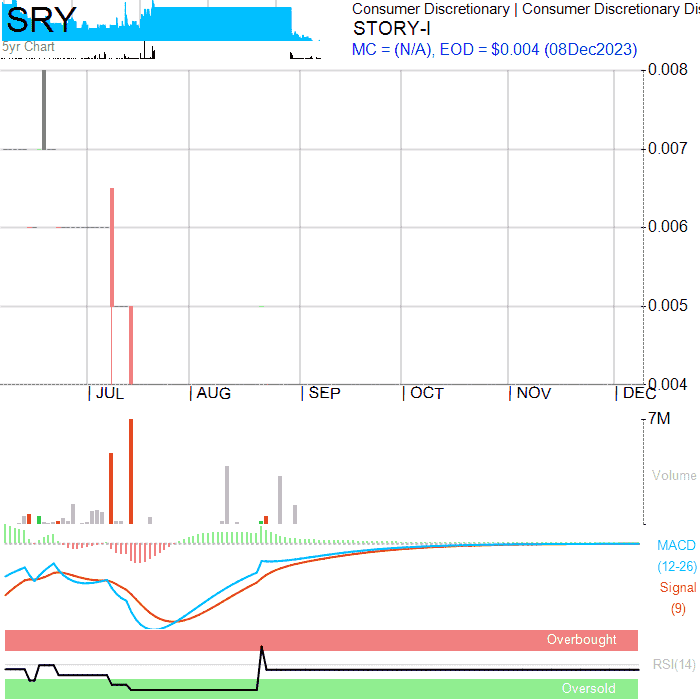 SRY
5yr Chart
Consumer Discretionary | Consumer Discretionary Dis
STORY-I
MC = (N/A), EOD = $0.004 (08Dec2023)
0.008
0.007
0.006
0.005
0.004
| JUL | AUG | SEP | OCT | NOV | DEC
7M
Volume
MACD
(12-26)
Signal
(9)
Overbought
RSI(14)
Oversold